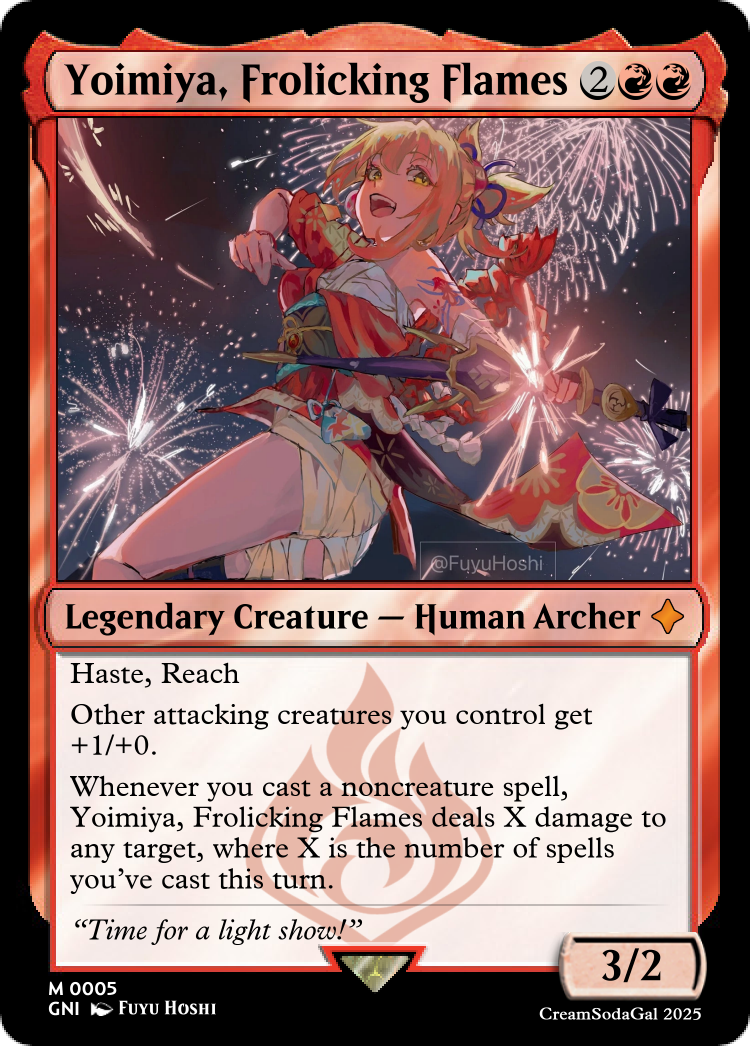 Yoimiya, Frolicking Flames 2
@FuyuHoshi
Legendary Creature — Human Archer
Haste, Reach
Other attacking creatures you control get
+1/+0.
Whenever you cast a noncreature spell,
Yoimiya, Frolicking Flames deals X damage to
any target, where X is the number of spells
you’ve cast this turn.
“Time for a light show!”
3/2
M 0005
GNI Fuyu Hoshi
CreamSodaGal 2025